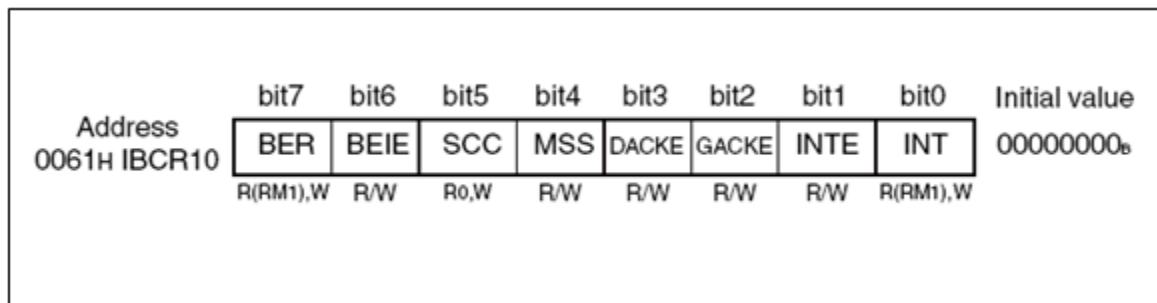 bit7 bit6 bit5 bit4 bit3 bit2 bit1 bit0 Initial value
Address
0061H IBCR10 BER BEIE SCC MSS DACKE GACKE INTE INT 00000000B
R(RM1),W R/W R0,W R/W R/W R/W R/W R(RM1),W